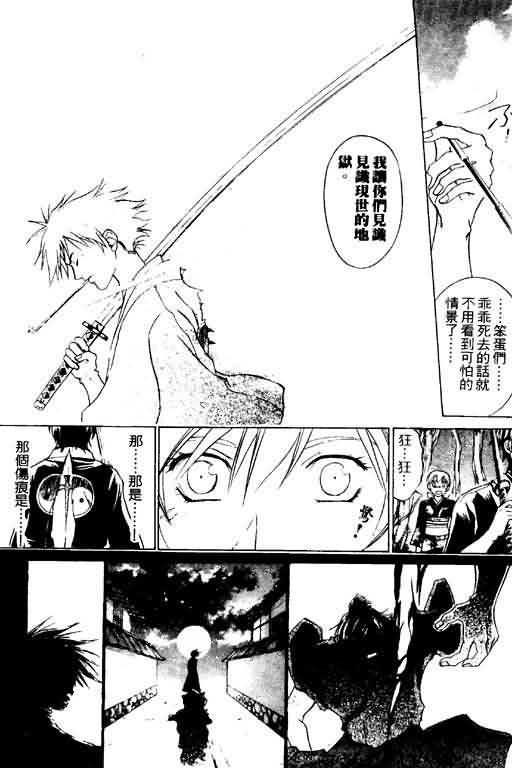 ……笨蛋們……
乖乖死去的話就
不用看到可怕的
情景了……
我讓你們見識
見識現世的地
獄。
狂……狂……
驚！
那……那是……
那個傷痕是……